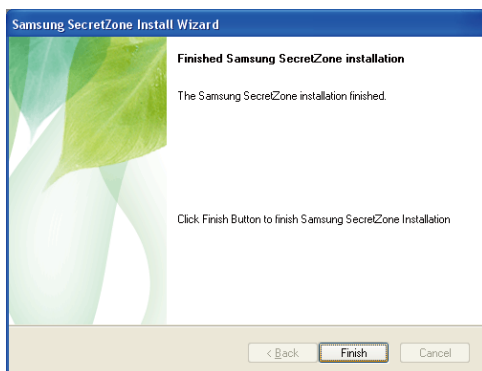 Samsung SecretZone Install Wizard
Finished Samsung SecretZone installation
The Samsung SecretZone installation finished.
Click Finish Button to finish Samsung SecretZone Installation
< Back Finish Cancel